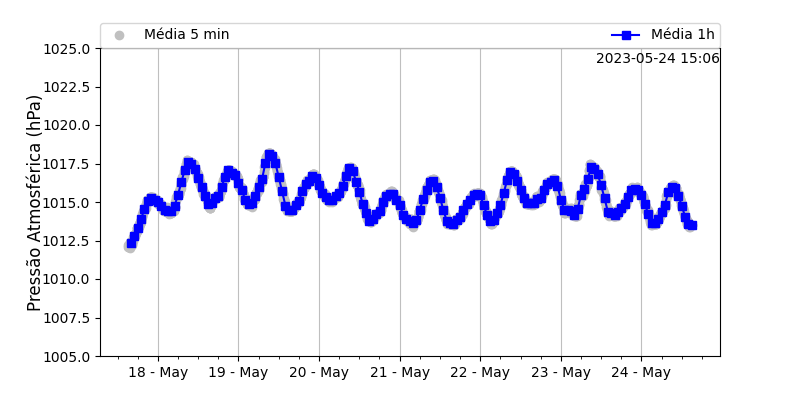 Média 5 min
Média 1h
2023-05-24 15:06
Pressão Atmosférica (hPa)
1025.0
1022.5
1020.0
1017.5
1015.0
1012.5
1010.0
1007.5
1005.0
18 - May
19 - May
20 - May
21 - May
22 - May
23 - May
24 - May